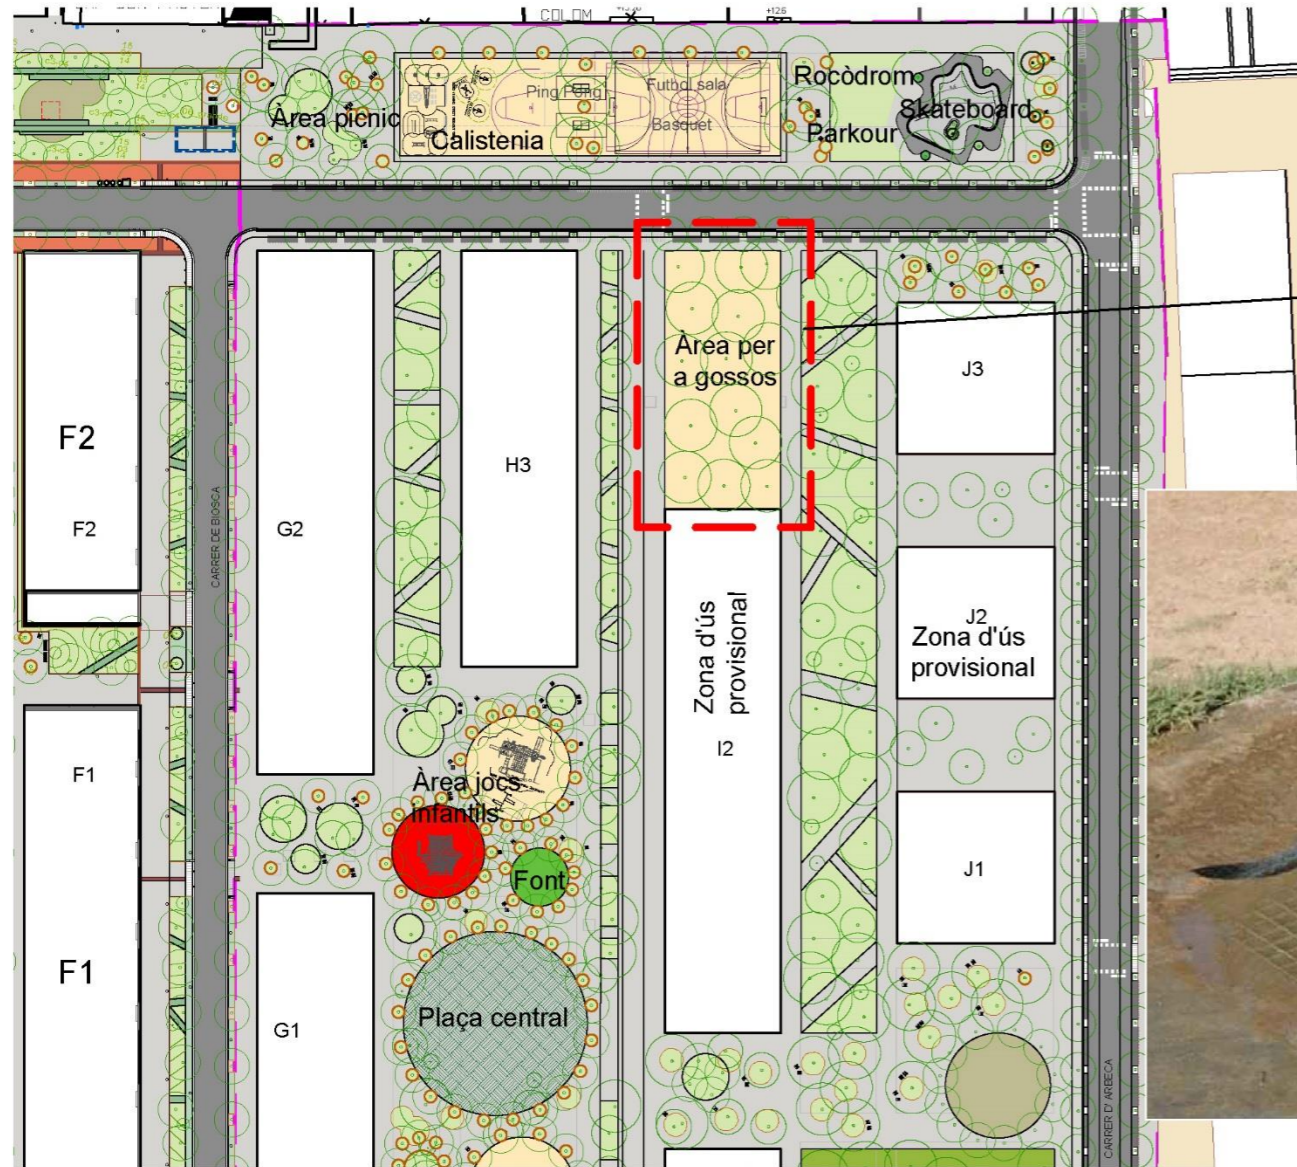 COLOM
+12.6
Àrea picnic
Calistenia
Ping Pong
Futbol sala
Basquet
Rocòdrom
Skateboard
Parkour
Àrea per
a gossos
J3
F2
F2
H3
G2
CARRER DE BIOSCA
Zona d'ús
provisional
J2
Zona d'ús
provisional
I2
F1
Àrea jocs
infantils
Font
J1
F1
Plaça central
G1
CARRER D'ARBECA